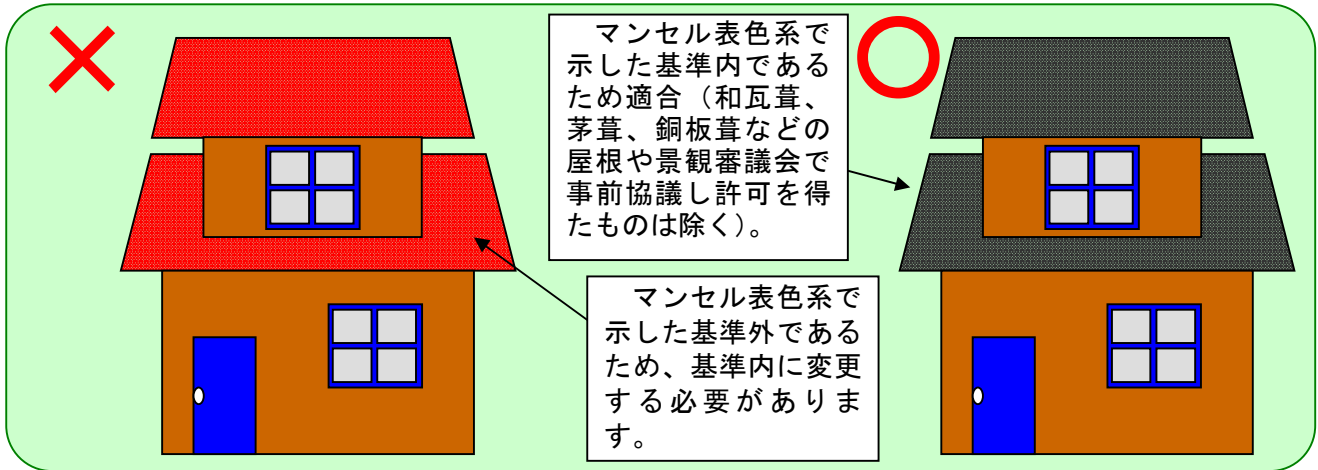 マンセル表色系で
示した基準内である
ため適合（和瓦葺、
茅葺、銅板葺などの
屋根や景観審議会で
事前協議し許可を得
たものは除く）。
マンセル表色系で
示した基準外である
ため、基準内に変更
する必要がありま
す。